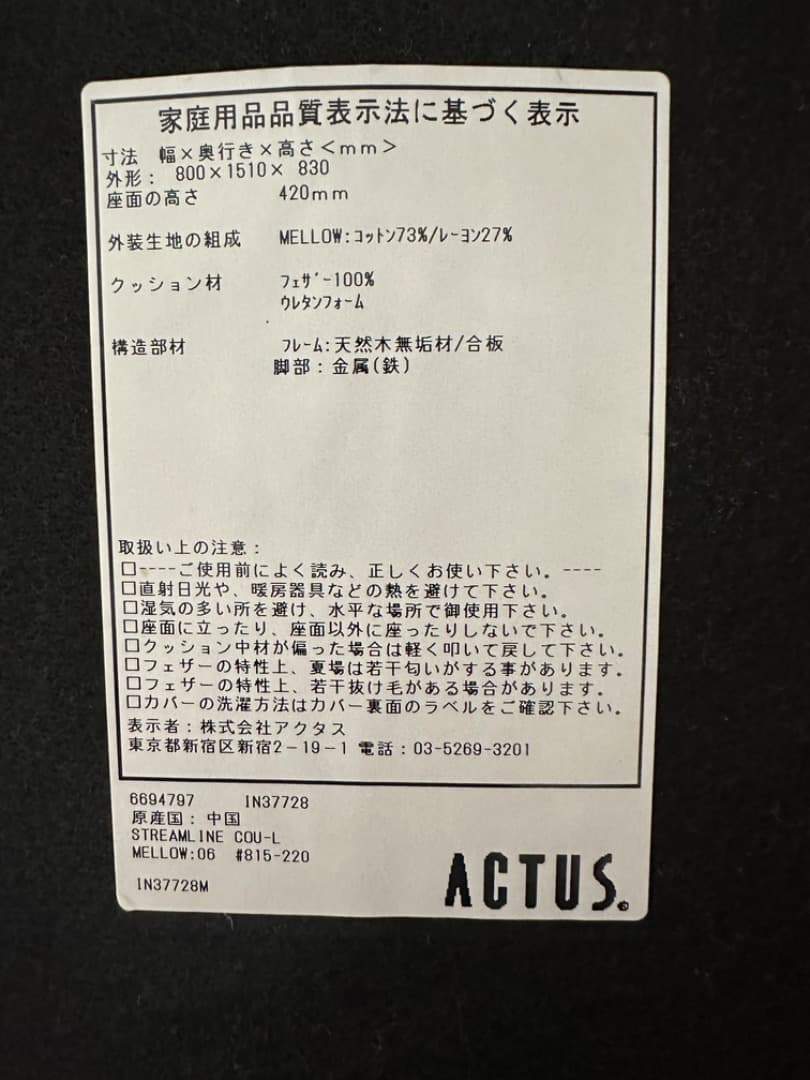 家庭用品品質表示法に基づく表示
寸法 幅×奥行き×高さ<mm>
外形: 800×1510× 830
座面の高さ 420mm
外装生地の組成 MELLOW:ｺｯﾄﾝ73%/ﾚｰﾖﾝ27%
クッション材 ﾌｪｻﾞｰ100%
ｳﾚﾀﾝﾌｫｰﾑ
構造部材 ﾌﾚｰﾑ:天然木無垢材/合板
脚部:金属(鉄)
取扱い上の注意:
□----ご使用前によく読み、正しくお使い下さい。----
□直射日光や、暖房器具などの熱を避けて下さい。
□湿気の多い所を避け、水平な場所で御使用下さい。
□座面に立ったり、座面以外に座ったりしないで下さい。
□クッション中材が偏った場合は軽く叩いて戻して下さい。
□フェザーの特性上、夏場は若干匂いがする事があります。
□フェザーの特性上、若干抜け毛がある場合があります。
□カバーの洗濯方法はカバー裏面のラベルをご確認下さい。
表示者:株式会社アクタス
東京都新宿区新宿2-19-1 電話:03-5269-3201
6694797 IN37728
原産国:中国
STREAMLINE COU-L
MELLOW:06 #815-220
IN37728M
ACTUS.